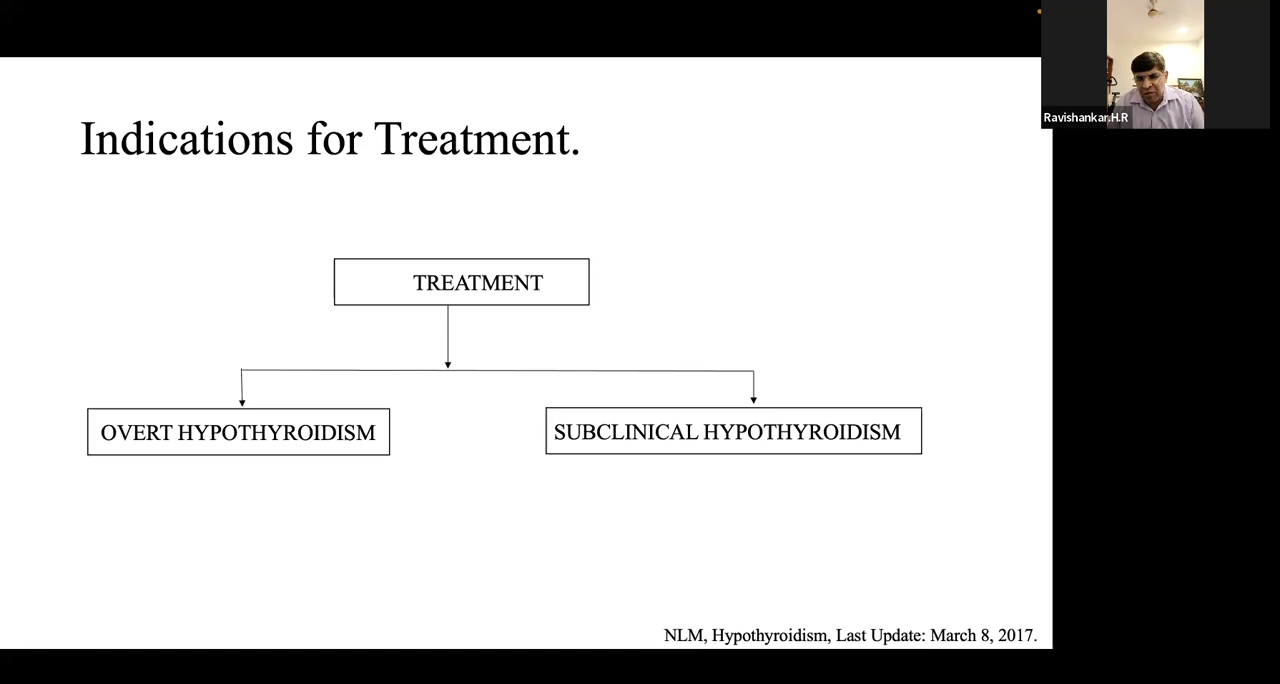 Ravishankar.H.R
Indications for Treatment.
TREATMENT
OVERT HYPOTHYROIDISM
SUBCLINICAL HYPOTHYROIDISM
NLM, Hypothyroidism, Last Update: March 8, 2017.